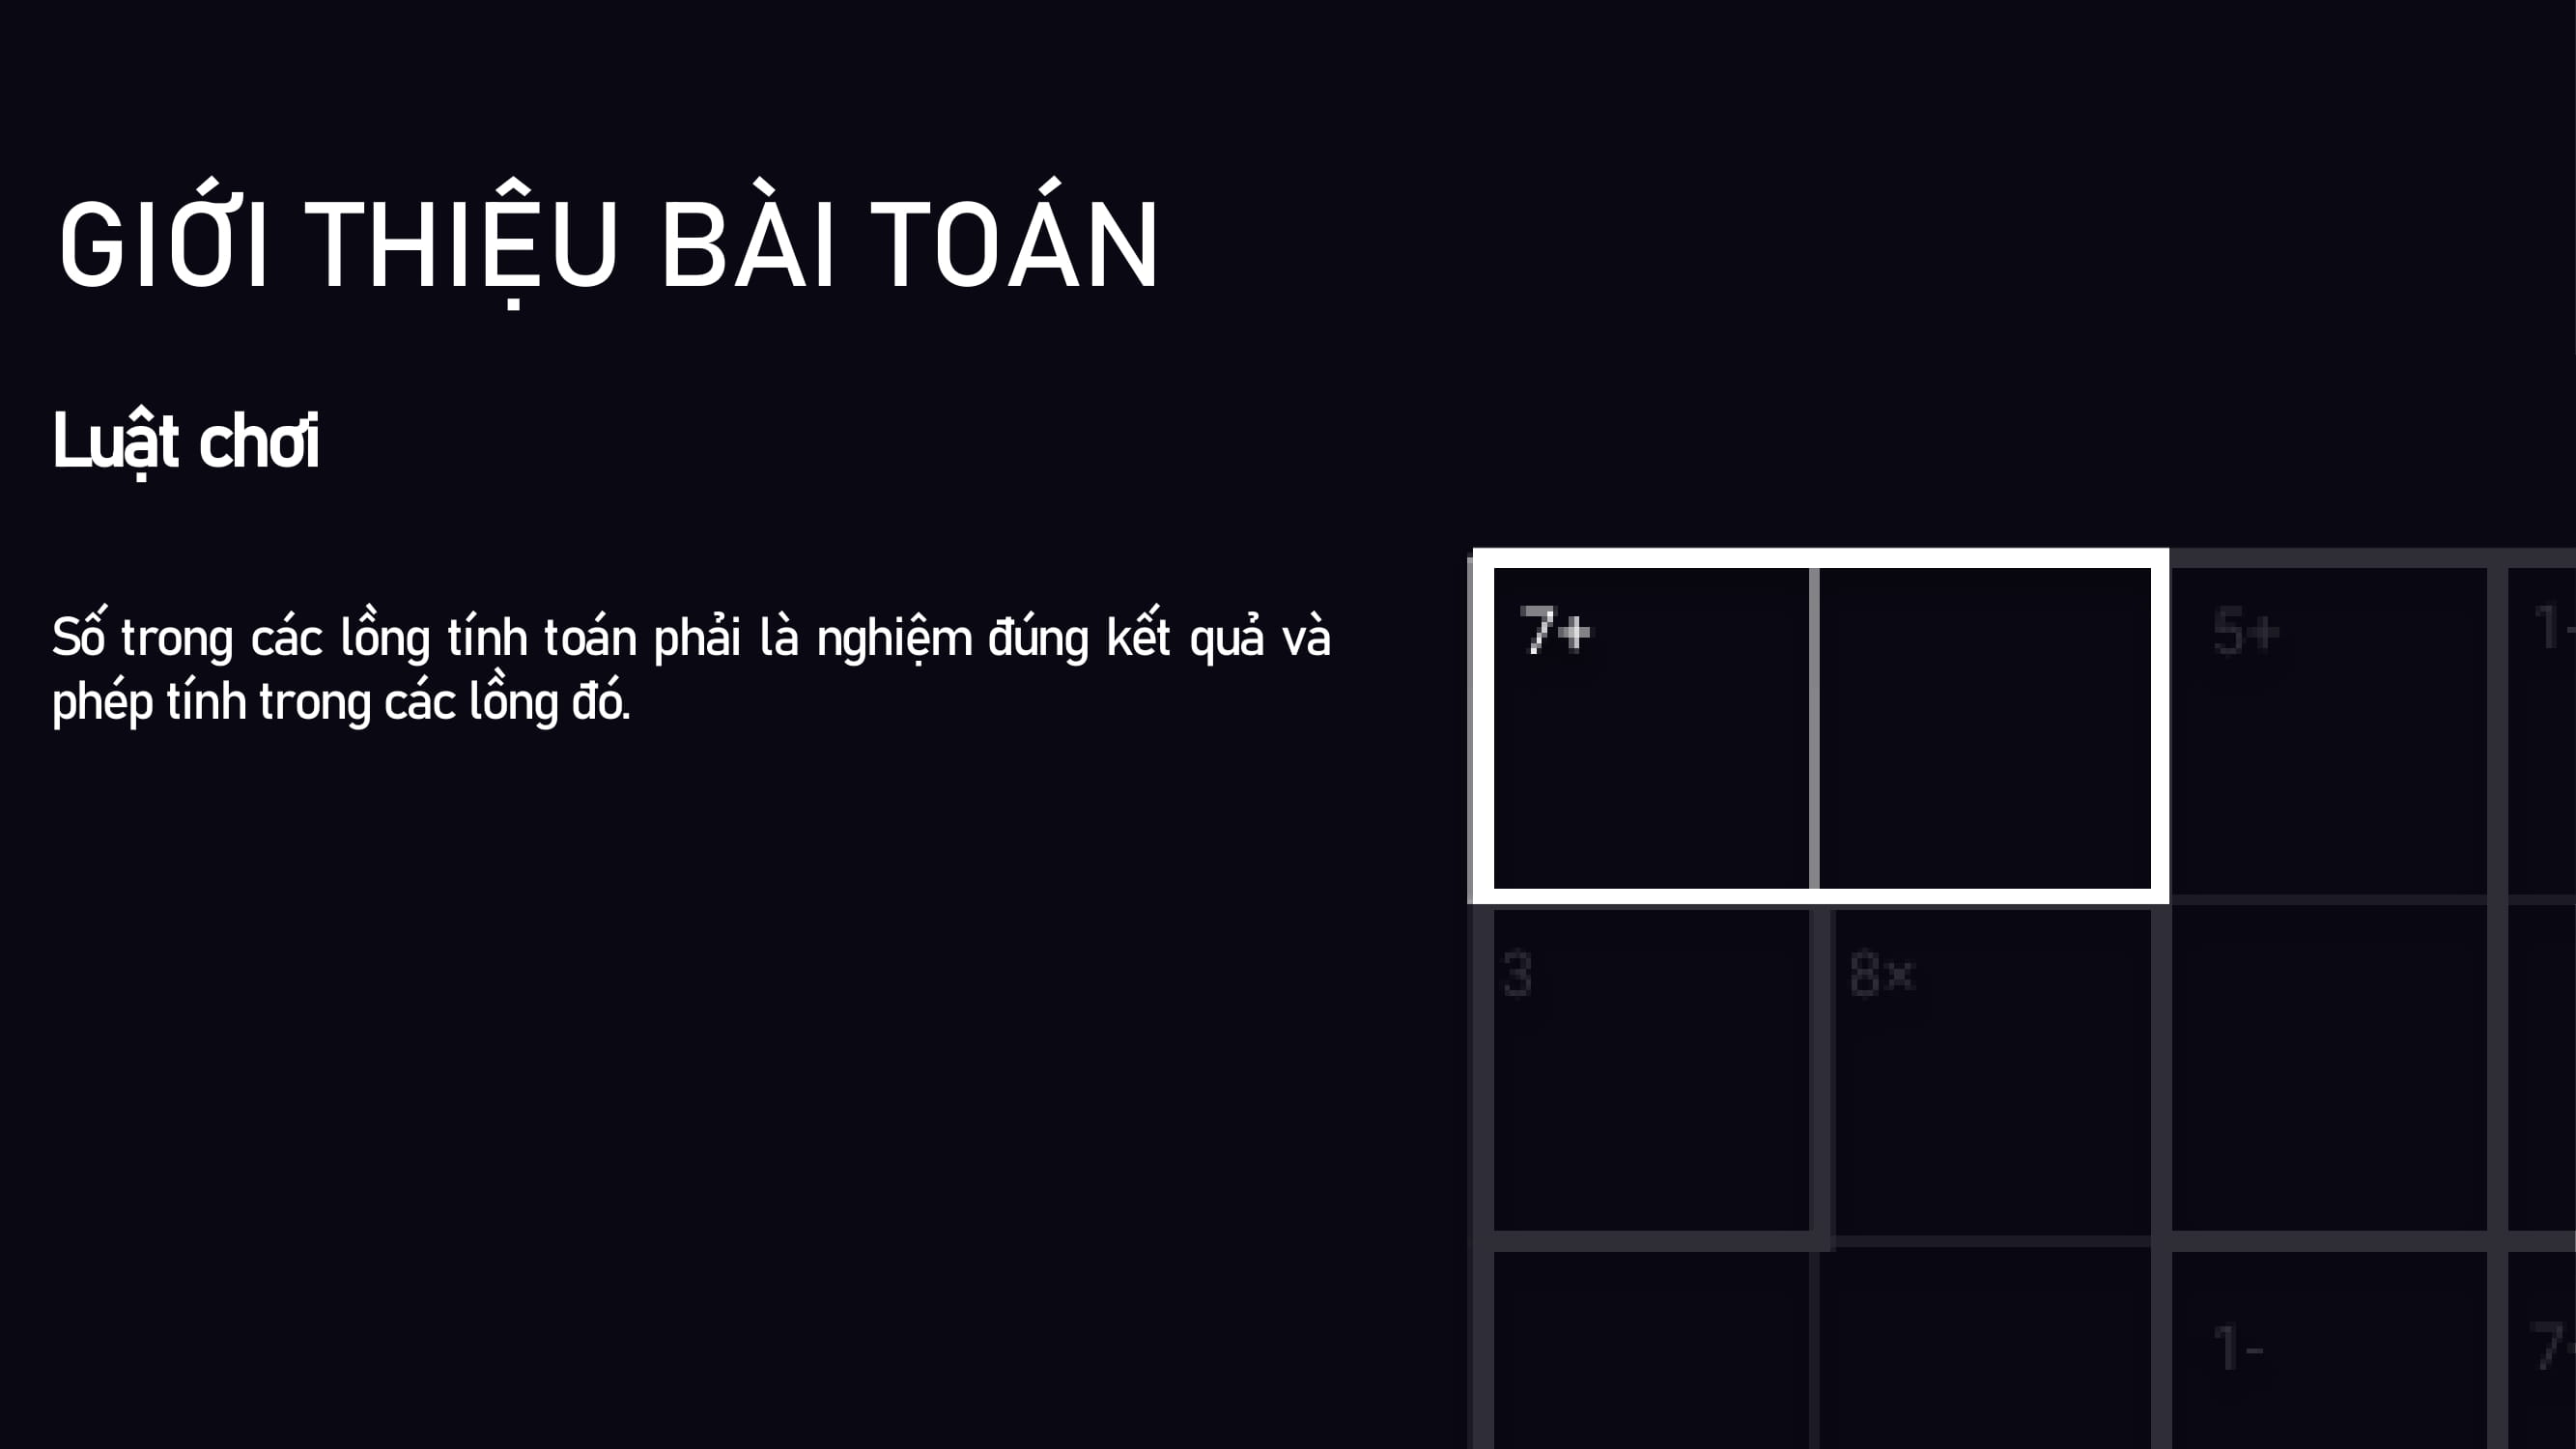 GIỚI THIỆU BÀI TOÁN
Luật chơi
Số trong các lồng tính toán phải là nghiệm đúng kết quả và
phép tính trong các lồng đó.
7+
5+
1-
3
8×
1-
7